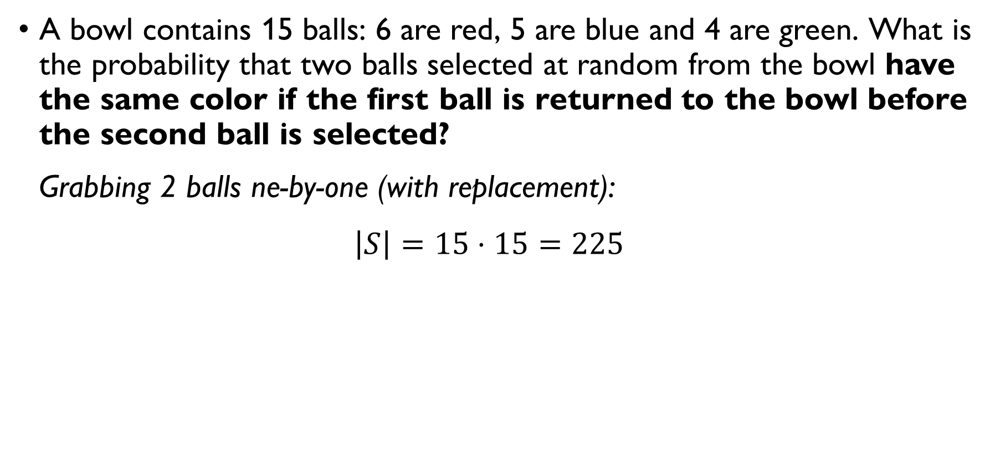 • A bowl contains 15 balls: 6 are red, 5 are blue and 4 are green. What is
the probability that two balls selected at random from the bowl have
the same color if the first ball is returned to the bowl before
the second ball is selected?
Grabbing 2 balls ne-by-one (with replacement):
|S| = 15 · 15 = 225